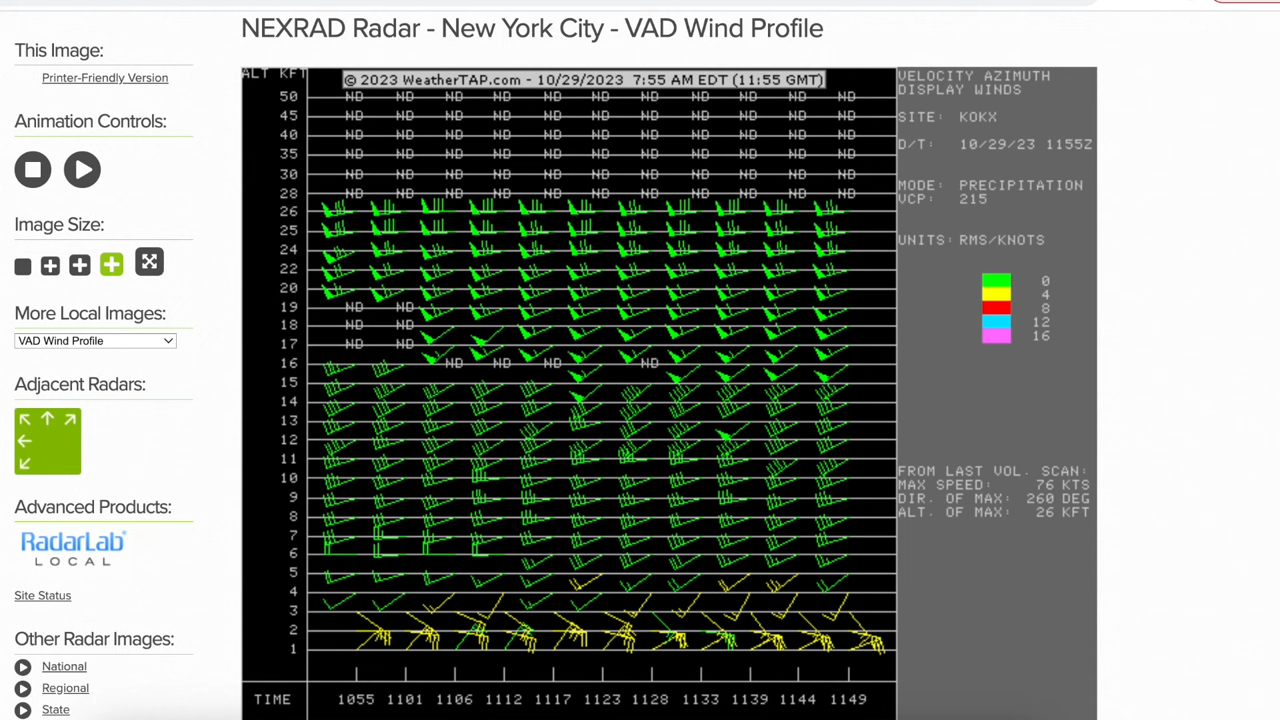 NEXRAD Radar - New York City - VAD Wind Profile
This Image:
Printer-Friendly Version
Animation Controls:
Image Size:
More Local Images:
VAD Wind Profile
Adjacent Radars:
Advanced Products:
RadarLab
LOCAL
Site Status
Other Radar Images:
National
Regional
State
ALT KFT
© 2023 WeatherTAP.com - 10/29/2023 7:55 AM EDT (11:55 GMT)
50 ND ND ND ND ND ND ND ND ND ND ND
45 ND ND ND ND ND ND ND ND ND ND ND
40 ND ND ND ND ND ND ND ND ND ND ND
35 ND ND ND ND ND ND ND ND ND ND ND
30 ND ND ND ND ND ND ND ND ND ND ND
28 ND ND ND ND ND ND ND ND ND ND ND
26
25
24
22
20
19 ND ND
18 ND ND
17 ND ND
16 ND ND ND ND
15
14
13
12
11
10
9
8
7
6
5
4
3
2
1
TIME 1055 1101 1106 1112 1117 1123 1128 1133 1139 1144 1149
VELOCITY AZIMUTH
DISPLAY WINDS
SITE: KOKX
D/T: 10/29/23 1155Z
MODE: PRECIPITATION
VCP: 215
UNITS: RMS/KNOTS
0
4
8
12
16
FROM LAST VOL. SCAN:
MAX SPEED: 76 KTS
DIR. OF MAX: 260 DEG
ALT. OF MAX: 26 KFT